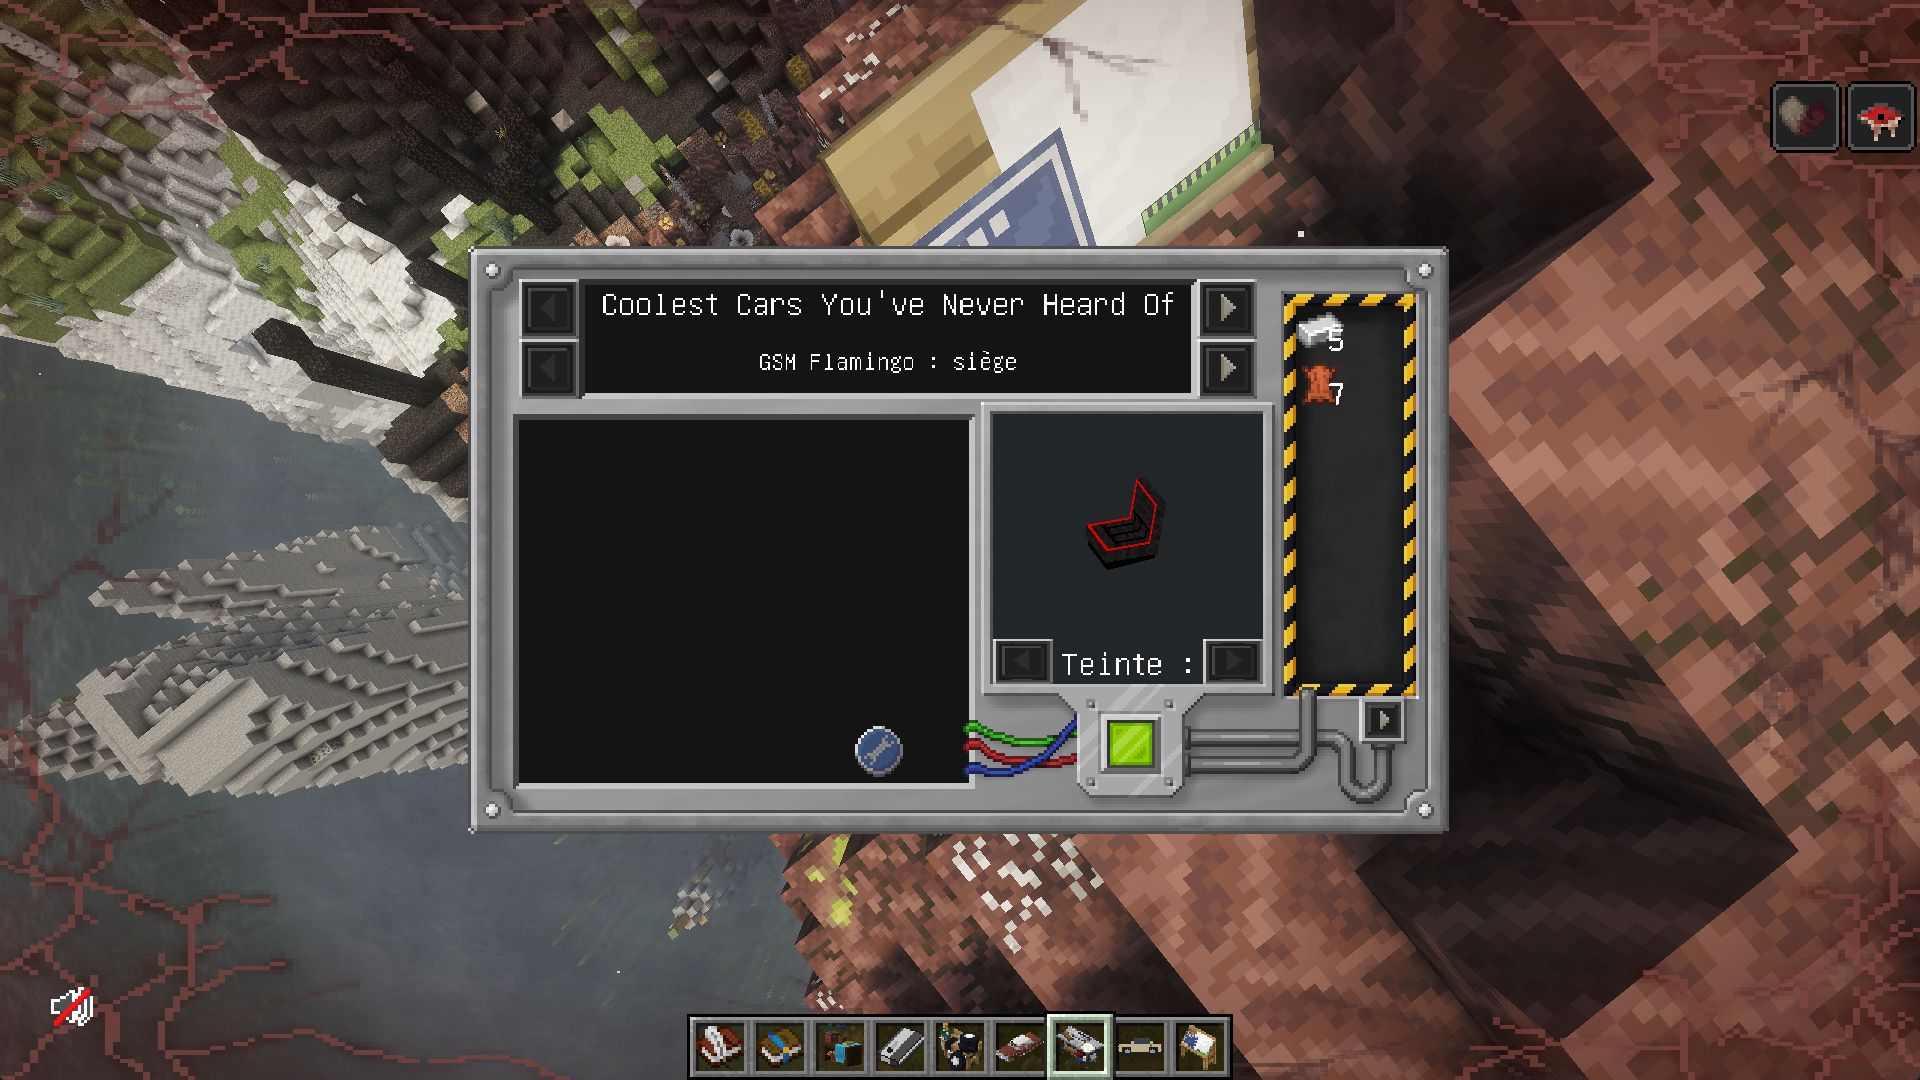 Coolest Cars You've Never Heard Of
GSM Flamingo : siège
5
7
Teinte :